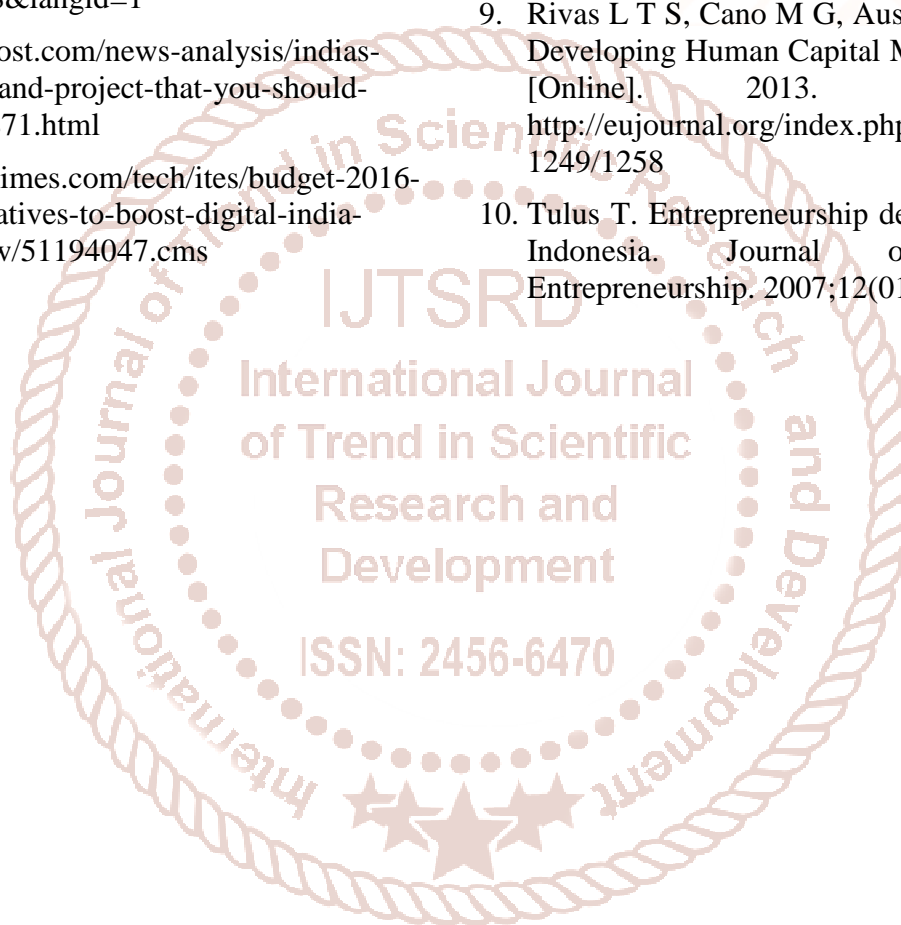 s&langid=1
ost.com/news-analysis/indias-
and-project-that-you-should-
71.html
imes.com/tech/ites/budget-2016-
atives-to-boost-digital-india-
w/51194047.cms
9. Rivas L T S, Cano M G, Aus
Developing Human Capital M
[Online]. 2013.
http://eujournal.org/index.php
1249/1258
10. Tulus T. Entrepreneurship de
Indonesia. Journal o
Entrepreneurship. 2007;12(01
International Journal of Trend in Scientific Research and Development
IJTSRD
International Journal
of Trend in Scientific
Research and
Development
ISSN: 2456-6470